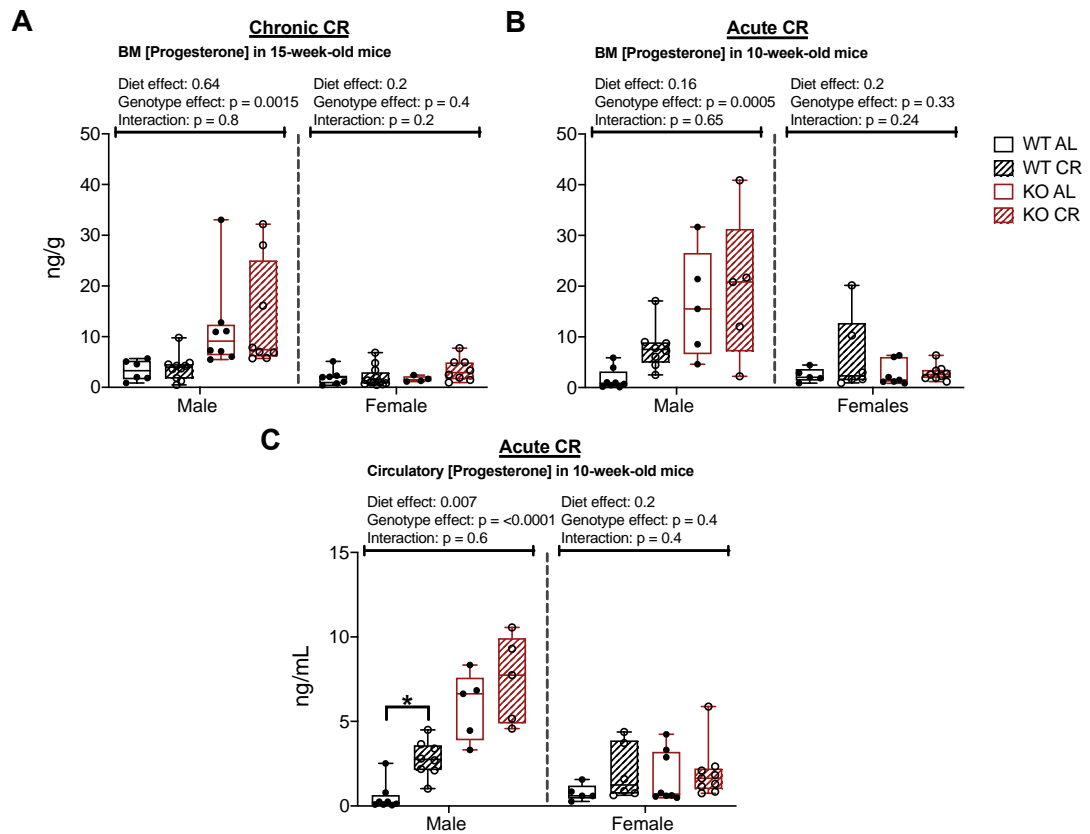 A
Chronic CR
BM [Progesterone] in 15-week-old mice
Diet effect: 0.64
Genotype effect: p = 0.0015
Interaction: p = 0.8
Diet effect: 0.2
Genotype effect: p = 0.4
Interaction: p = 0.2
50
40
30
20
10
0
ng/g
Male
Female
B
Acute CR
BM [Progesterone] in 10-week-old mice
Diet effect: 0.16
Genotype effect: p = 0.0005
Interaction: p = 0.65
Diet effect: 0.2
Genotype effect: p = 0.33
Interaction: p = 0.24
50
40
30
20
10
0
Male
Females
WT AL
WT CR
KO AL
KO CR
C
Acute CR
Circulatory [Progesterone] in 10-week-old mice
Diet effect: 0.007
Genotype effect: p = <0.0001
Interaction: p = 0.6
Diet effect: 0.2
Genotype effect: p = 0.4
Interaction: p = 0.4
15
10
5
0
ng/mL
*
Male
Female